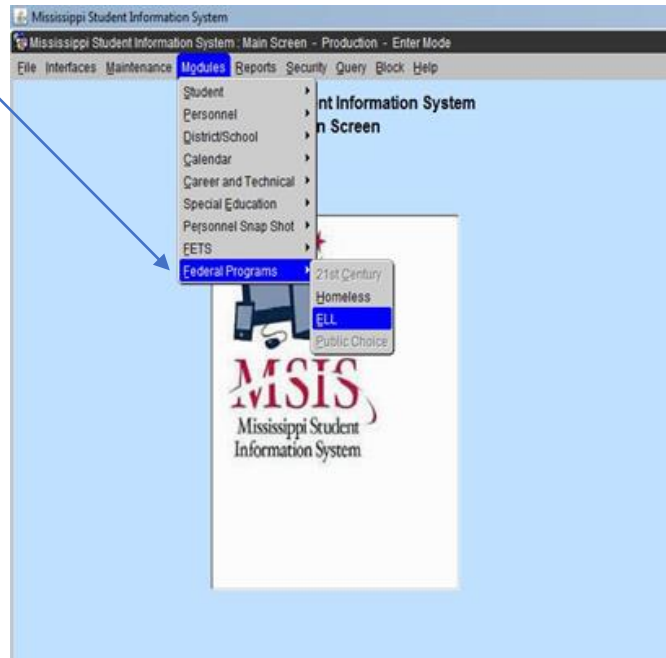 Mississippi Student Information System
Mississippi Student Information System : Main Screen - Production - Enter Mode
File Interfaces Maintenance Modules Reports Security Query Block Help
nt Information System
n Screen
Student
Personnel
District/School
Calendar
Career and Technical
Special Education
Personnel Snap Shot
FETS
Federal Programs
21st Century
Homeless
ELL
Public Choice
MSIS
Mississippi Student
Information System